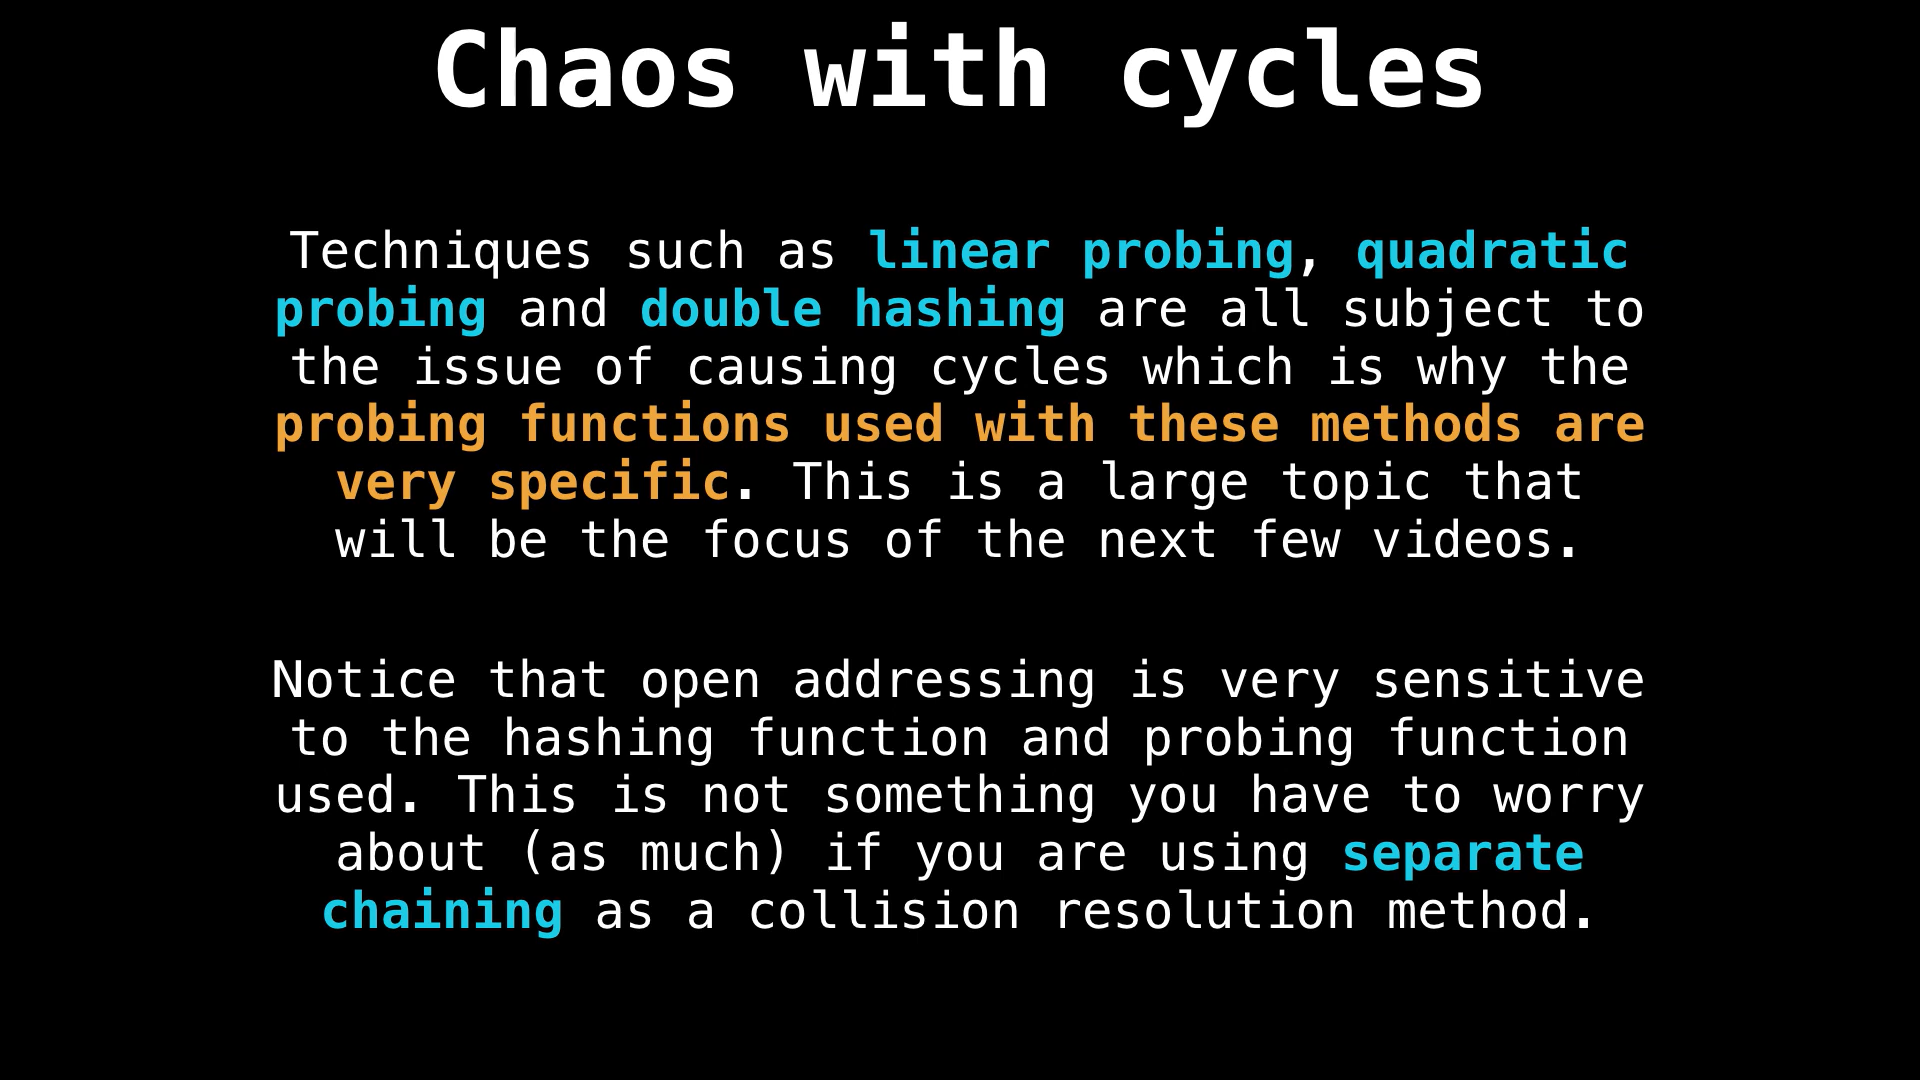 Chaos with cycles
Techniques such as linear probing, quadratic
probing and double hashing are all subject to
the issue of causing cycles which is why the
probing functions used with these methods are
very specific. This is a large topic that
will be the focus of the next few videos.
Notice that open addressing is very sensitive
to the hashing function and probing function
used. This is not something you have to worry
about (as much) if you are using separate
chaining as a collision resolution method.